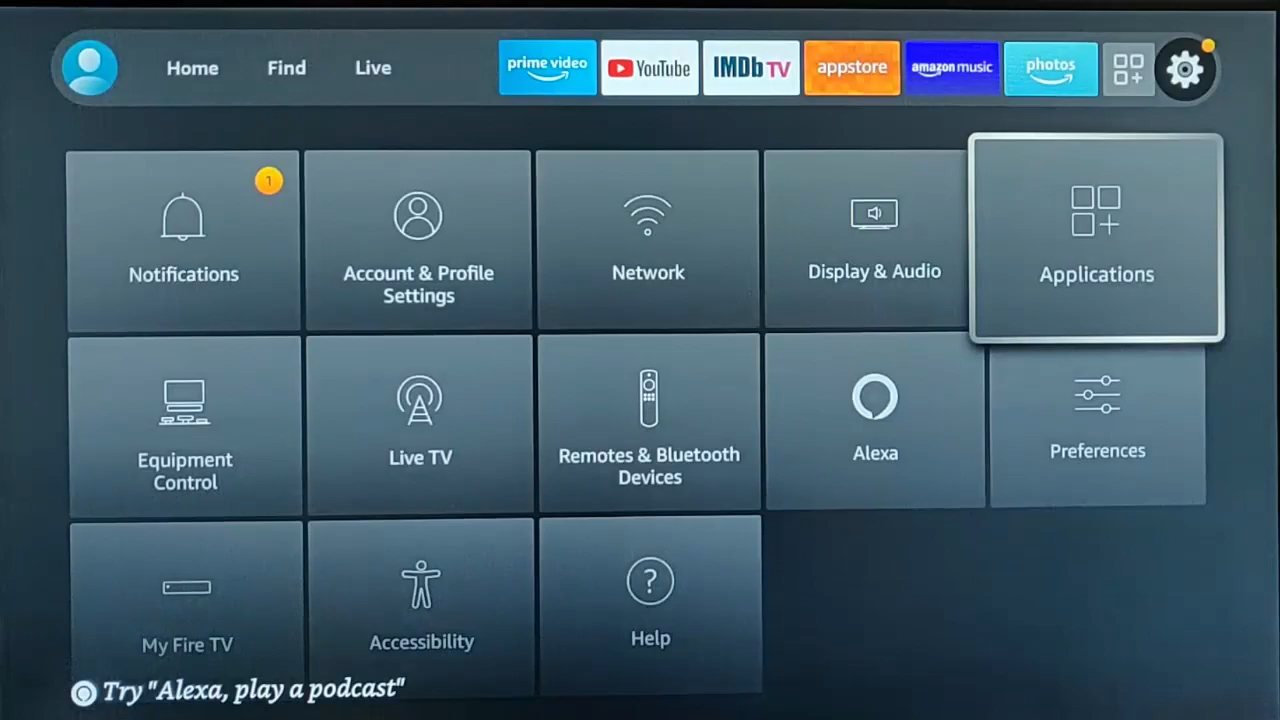 Home Find Live prime video YouTube IMDb TV appstore amazon music photos
1
Notifications
Account & Profile
Settings
Network
Display & Audio
Applications
Equipment
Control
Live TV
Remotes & Bluetooth
Devices
Alexa
Preferences
My Fire TV
Accessibility
?
Help
Try "Alexa, play a podcast"